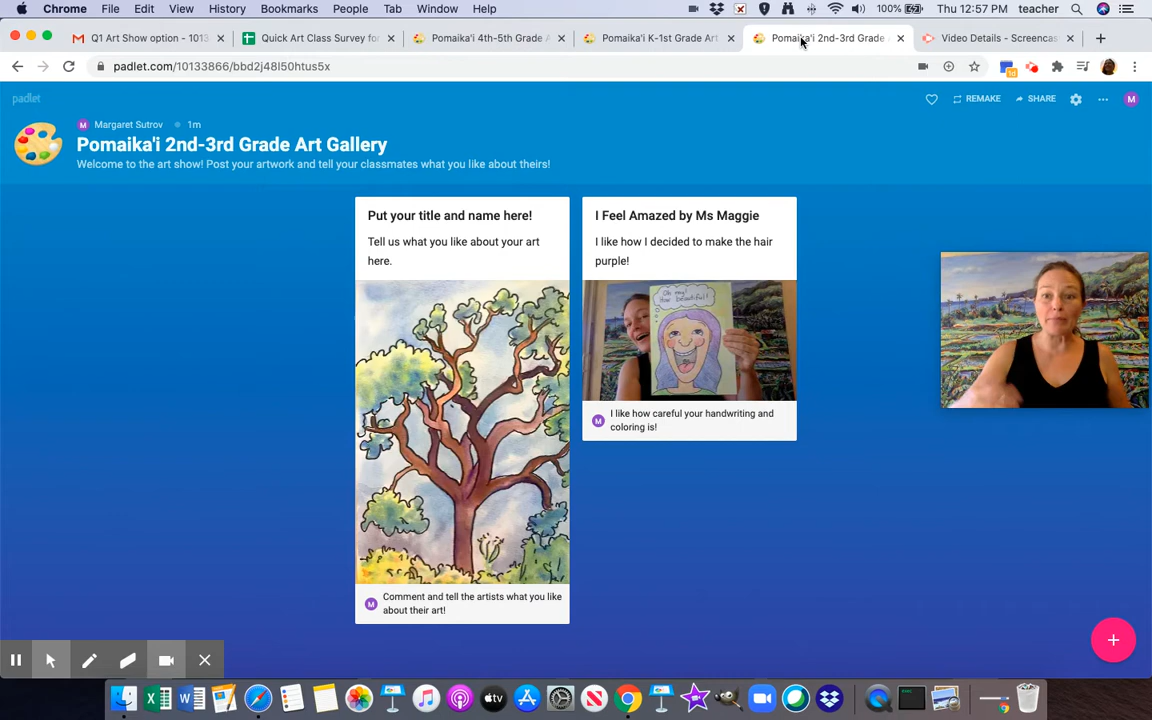 Chrome File Edit View History Bookmarks People Tab Window Help 100% Thu 12:57 PM teacher
Q1 Art Show option - 1013 Quick Art Class Survey for Pomaika'i 4th-5th Grade A Pomaika'i K-1st Grade Art Pomaika'i 2nd-3rd Grade Video Details - Screencas
padlet.com/10133866/bbd2j48l50htus5x
1d
padlet
REMAKE SHARE M
M Margaret Sutrov 1m
Pomaika'i 2nd-3rd Grade Art Gallery
Welcome to the art show! Post your artwork and tell your classmates what you like about theirs!
Put your title and name here!
Tell us what you like about your art
here.
M Comment and tell the artists what you like
about their art!
I Feel Amazed by Ms Maggie
I like how I decided to make the hair
purple!
Oh my!
How beautiful!
M I like how careful your handwriting and
coloring is!
tv